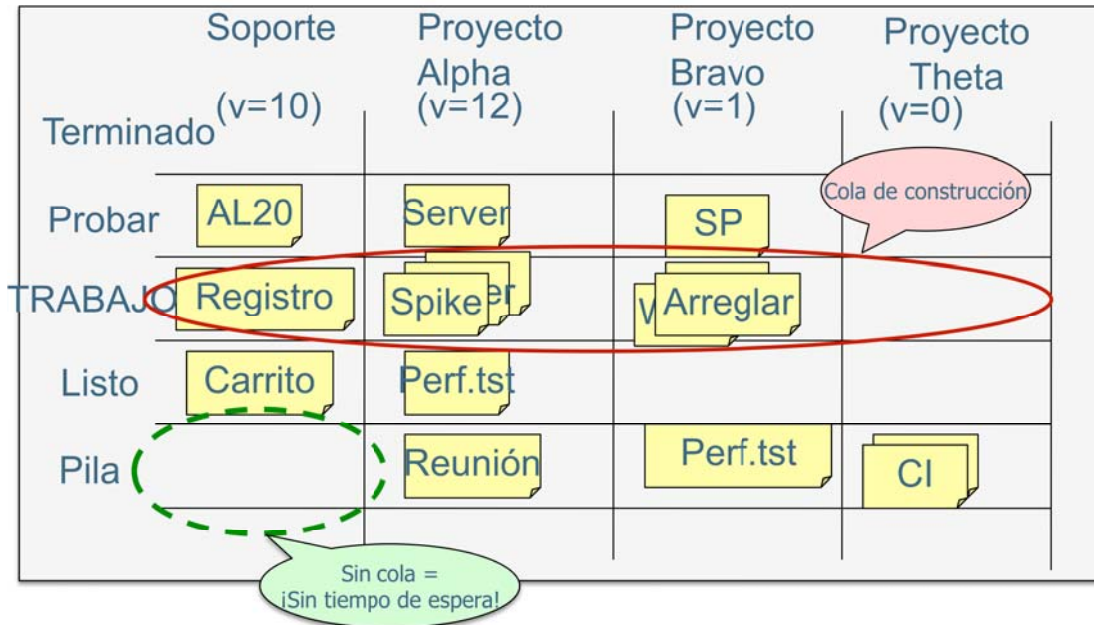 Soporte
(v=10)
Proyecto
Alpha
(v=12)
Proyecto
Bravo
(v=1)
Proyecto
Theta
(v=0)
Terminado
Cola de construcción
Probar
AL20
Server
SP
TRABAJO
Registro
Spike
er
W
Arreglar
Listo
Carrito
Perf.tst
Pila
Reunión
Perf.tst
CI
Sin cola =
¡Sin tiempo de espera!